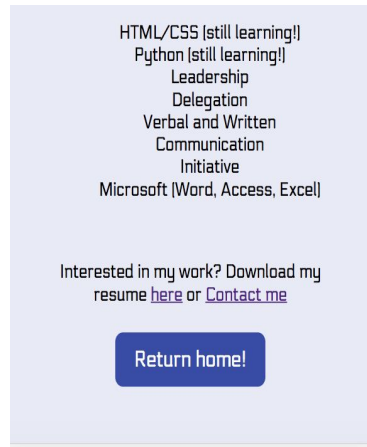 HTML/CSS (still learning!)
Python (still learning!)
Leadership
Delegation
Verbal and Written
Communication
Initiative
Microsoft (Word, Access, Excel)
Interested in my work? Download my
resume here or Contact me
Return home!